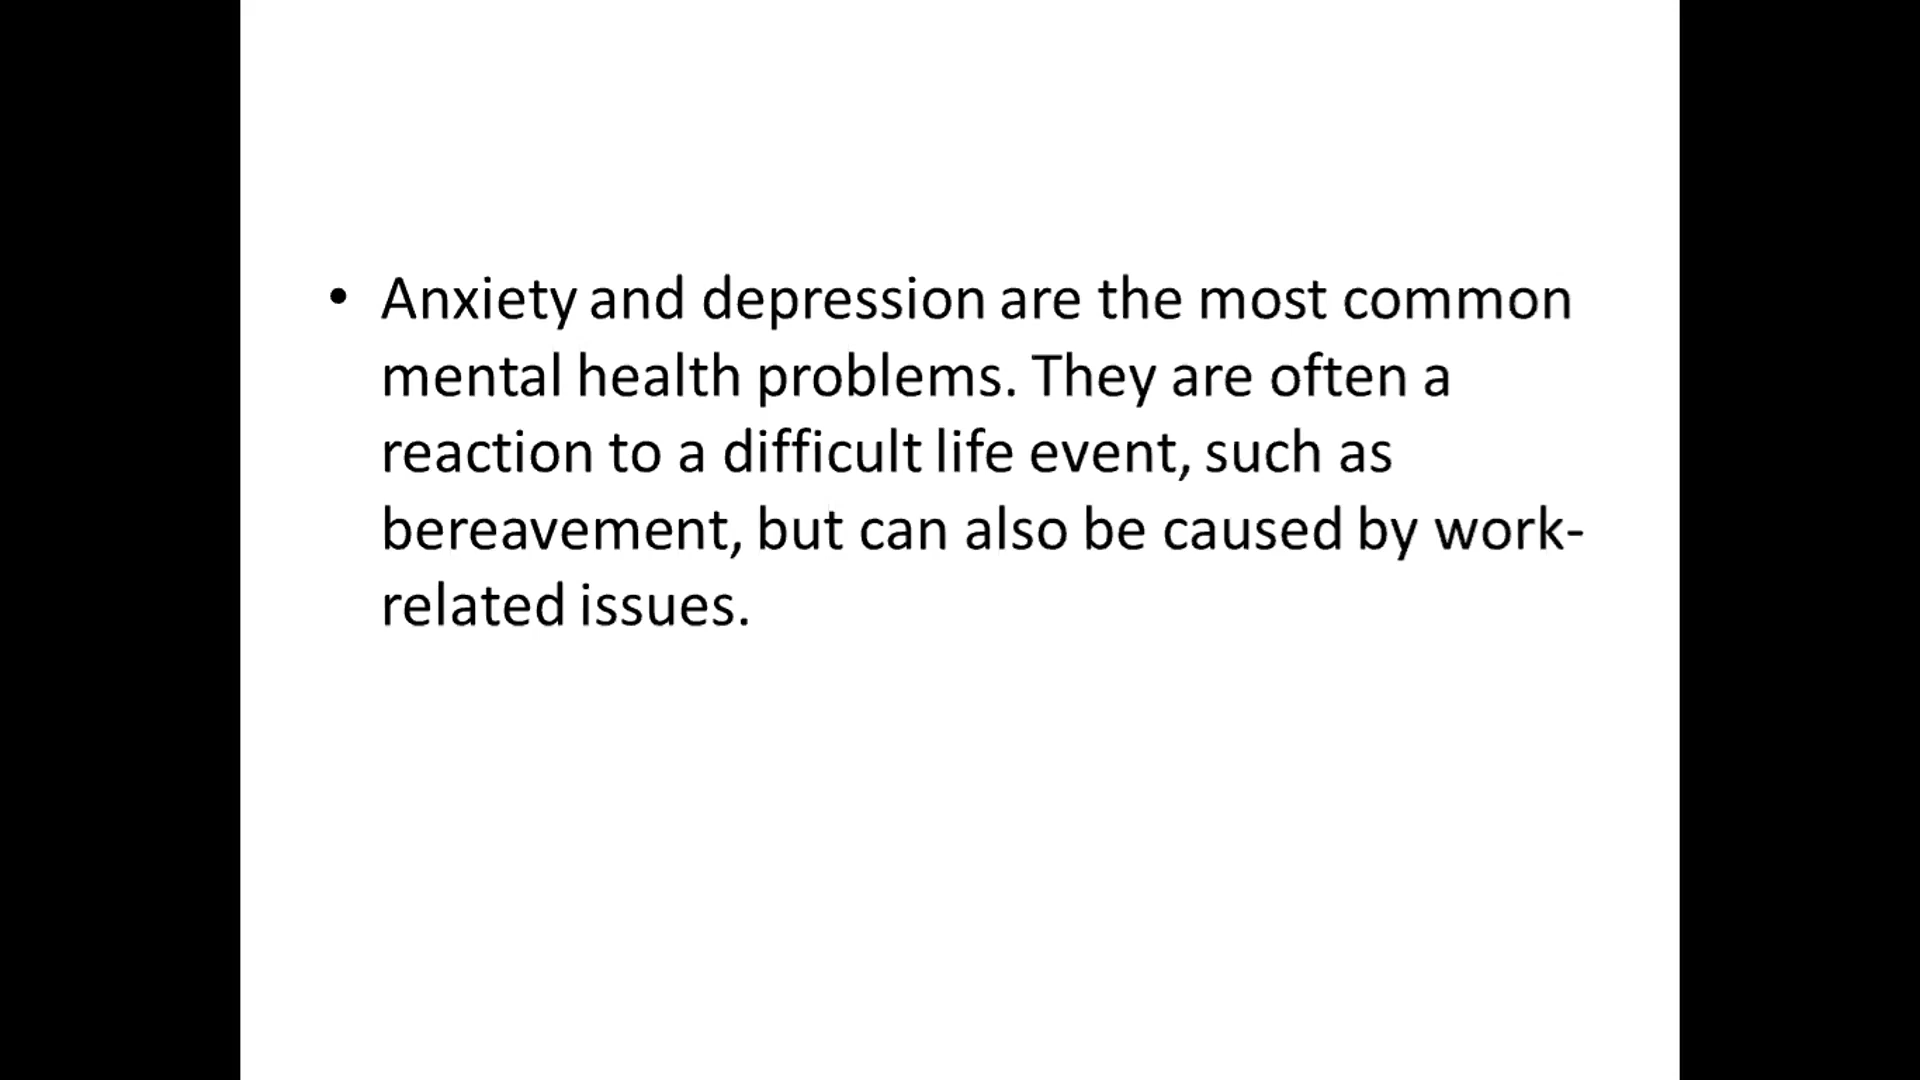 • Anxiety and depression are the most common
mental health problems. They are often a
reaction to a difficult life event, such as
bereavement, but can also be caused by work-
related issues.